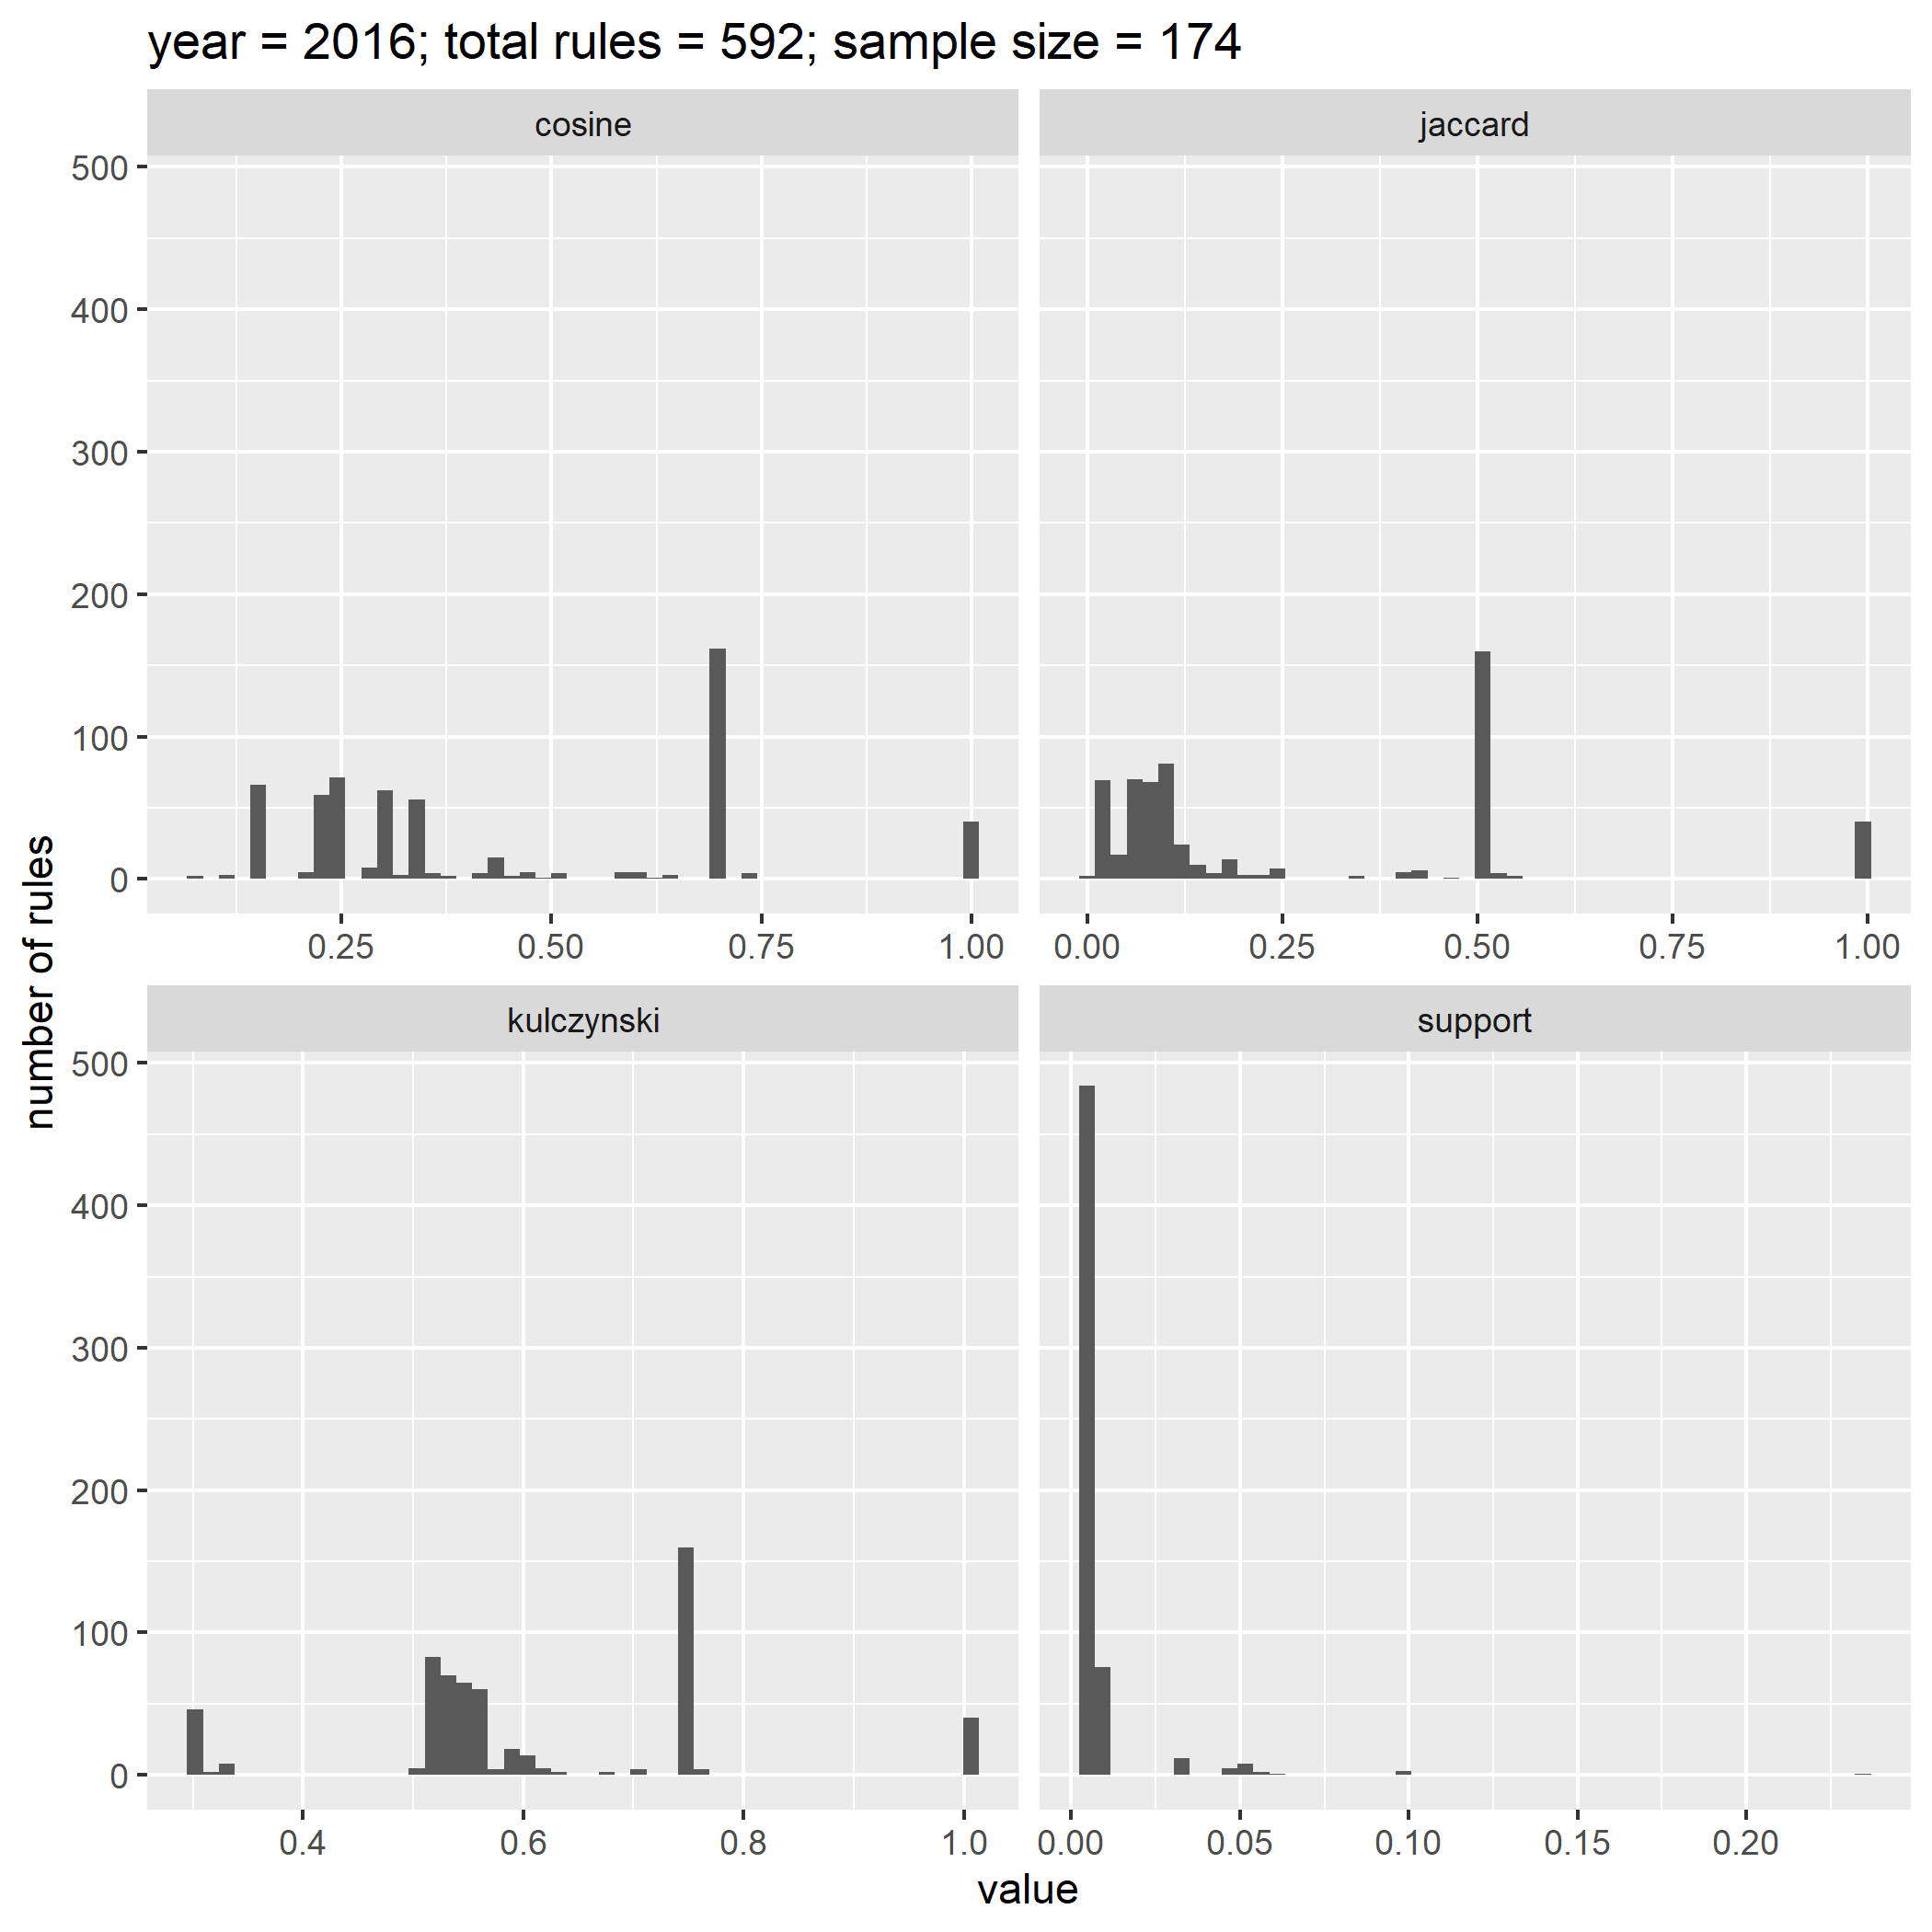 year = 2016; total rules = 592; sample size = 174
cosine
jaccard
500
400
300
200
100
0
0.25 0.50 0.75 1.00
0.00 0.25 0.50 0.75 1.00
number of rules
kulczynski
support
500
400
300
200
100
0
0.4 0.6 0.8 1.0
0.00 0.05 0.10 0.15 0.20
value